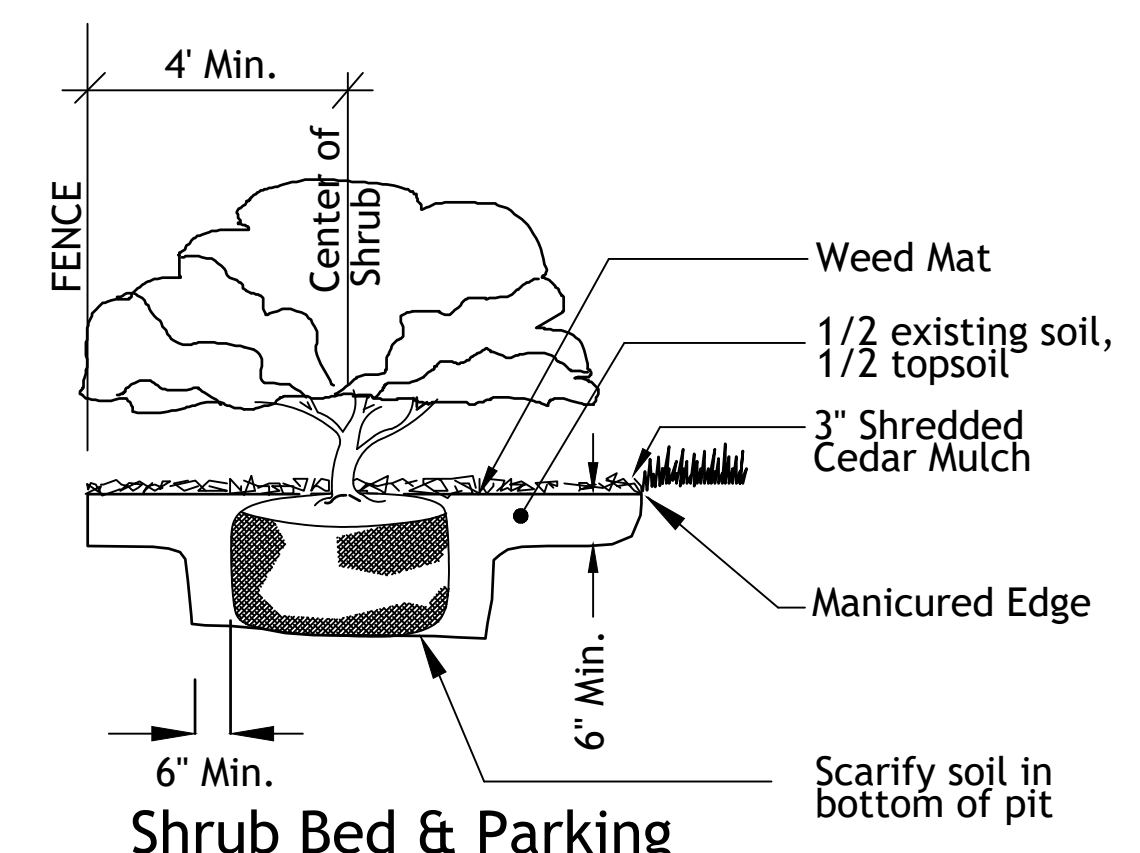 4' Min.
FENCE
Center of
Shrub
Weed Mat
1/2 existing soil,
1/2 topsoil
3" Shredded
Cedar Mulch
Manicured Edge
6" Min.
6" Min.
Scarify soil in
bottom of pit
Shrub Bed & Parking